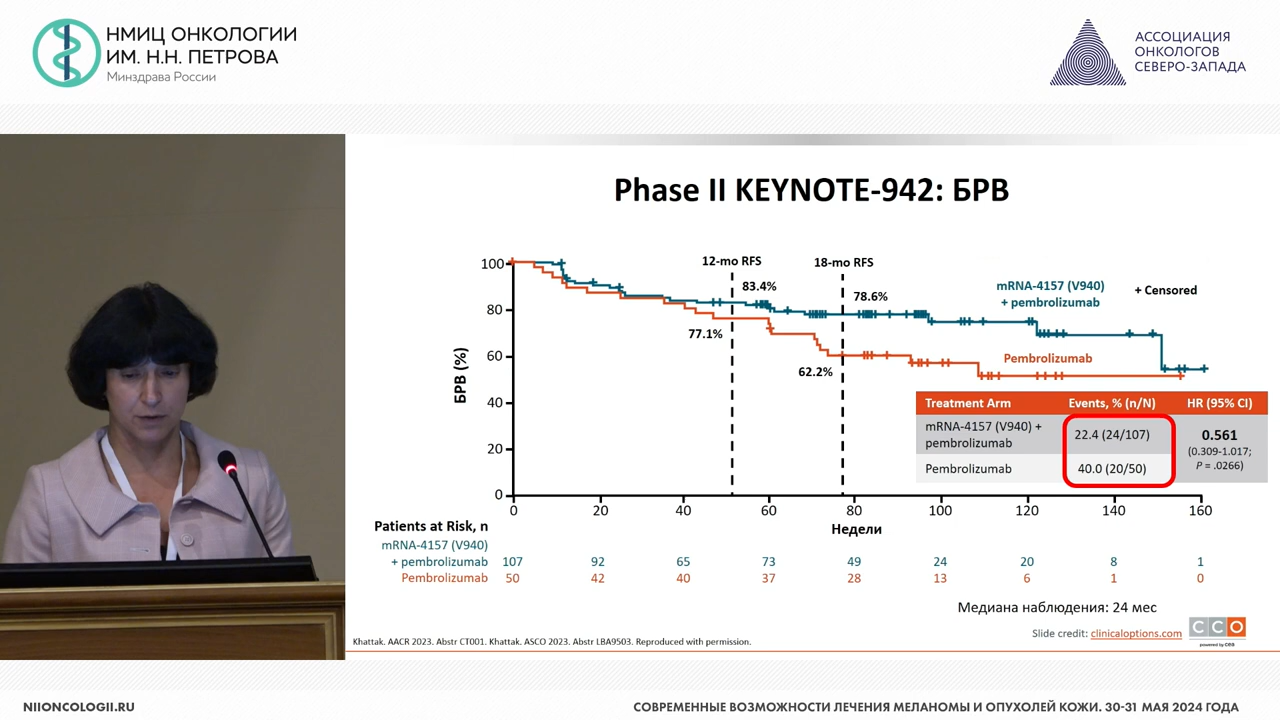 НМИЦ ОНКОЛОГИИ
ИМ. Н.Н. ПЕТРОВА
Минздрава России
АССОЦИАЦИЯ
ОНКОЛОГОВ
СЕВЕРО-ЗАПАДА
Phase II KEYNOTE-942: БРВ
БРВ (%)
100
80
60
40
20
0
12-mo RFS
83.4%
77.1%
18-mo RFS
78.6%
62.2%
mRNA-4157 (V940)
+ pembrolizumab
+ Censored
Pembrolizumab
Treatment Arm Events, % (n/N) HR (95% CI)
mRNA-4157 (V940) +
pembrolizumab
22.4 (24/107)
Pembrolizumab 40.0 (20/50)
0.561
(0.309-1.017;
P = .0266)
0 20 40 60 80 100 120 140 160
Недели
Patients at Risk, n
mRNA-4157 (V940)
+ pembrolizumab 107 92 65 73 49 24 20 8 1
Pembrolizumab 50 42 40 37 28 13 6 1 0
Медиана наблюдения: 24 мес
Slide credit: clinicaloptions.com
CCO
powered by cea
Khattak. AACR 2023. Abstr CT001. Khattak. ASCO 2023. Abstr LBA9503. Reproduced with permission.
NIIONCOLOGII.RU
СОВРЕМЕННЫЕ ВОЗМОЖНОСТИ ЛЕЧЕНИЯ МЕЛАНОМЫ И ОПУХОЛЕЙ КОЖИ. 30-31 МАЯ 2024 ГОДА